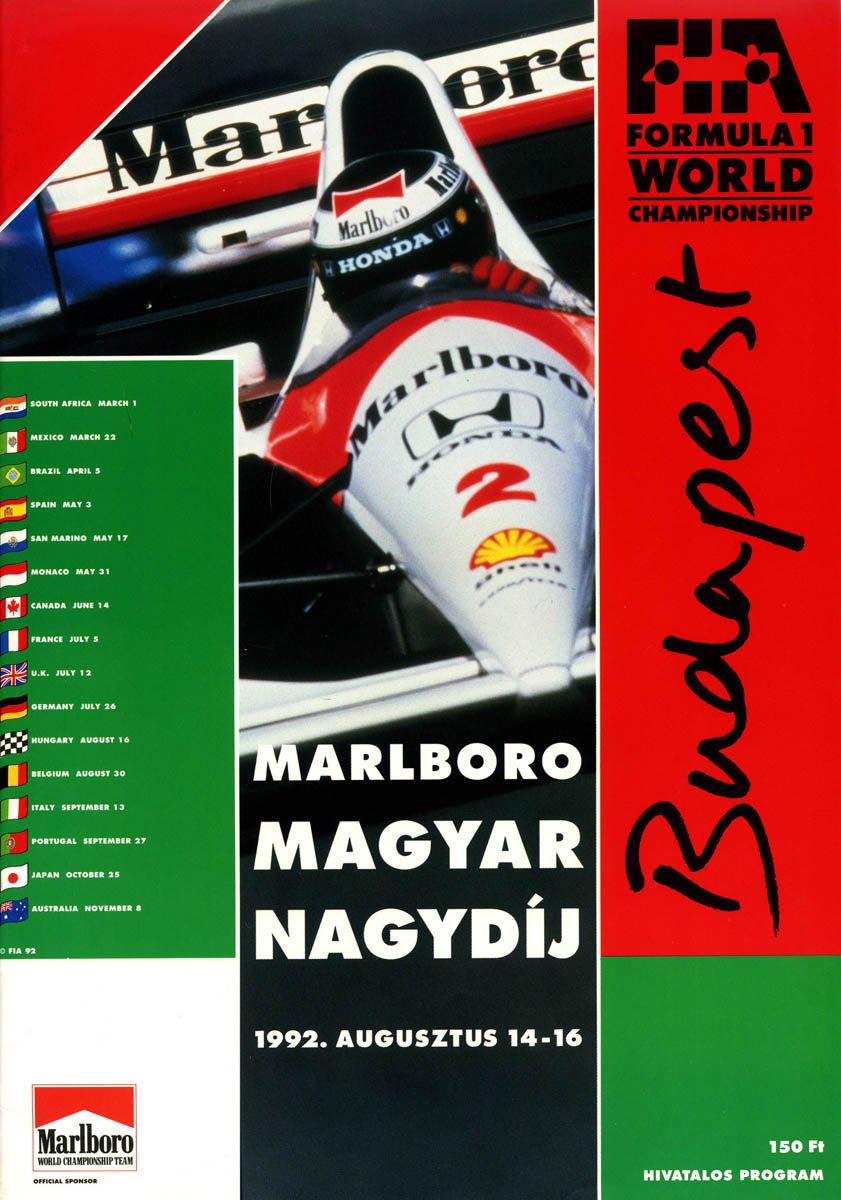 FIA
FORMULA 1
WORLD
CHAMPIONSHIP
Budapest
Marlboro
Marlboro
Marlboro
HONDA
Marlboro
HONDA
2
Shell
SOUTH AFRICA MARCH 1
MEXICO MARCH 22
BRAZIL APRIL 5
SPAIN MAY 3
SAN MARINO MAY 17
MONACO MAY 31
CANADA JUNE 14
FRANCE JULY 5
U.K. JULY 12
GERMANY JULY 26
HUNGARY AUGUST 16
BELGIUM AUGUST 30
ITALY SEPTEMBER 13
PORTUGAL SEPTEMBER 27
JAPAN OCTOBER 25
AUSTRALIA NOVEMBER 8
© FIA 92
MARLBORO
MAGYAR
NAGYDÍJ
1992. AUGUSZTUS 14-16
Marlboro
WORLD CHAMPIONSHIP TEAM
OFFICIAL SPONSOR
150 Ft
HIVATALOS PROGRAM